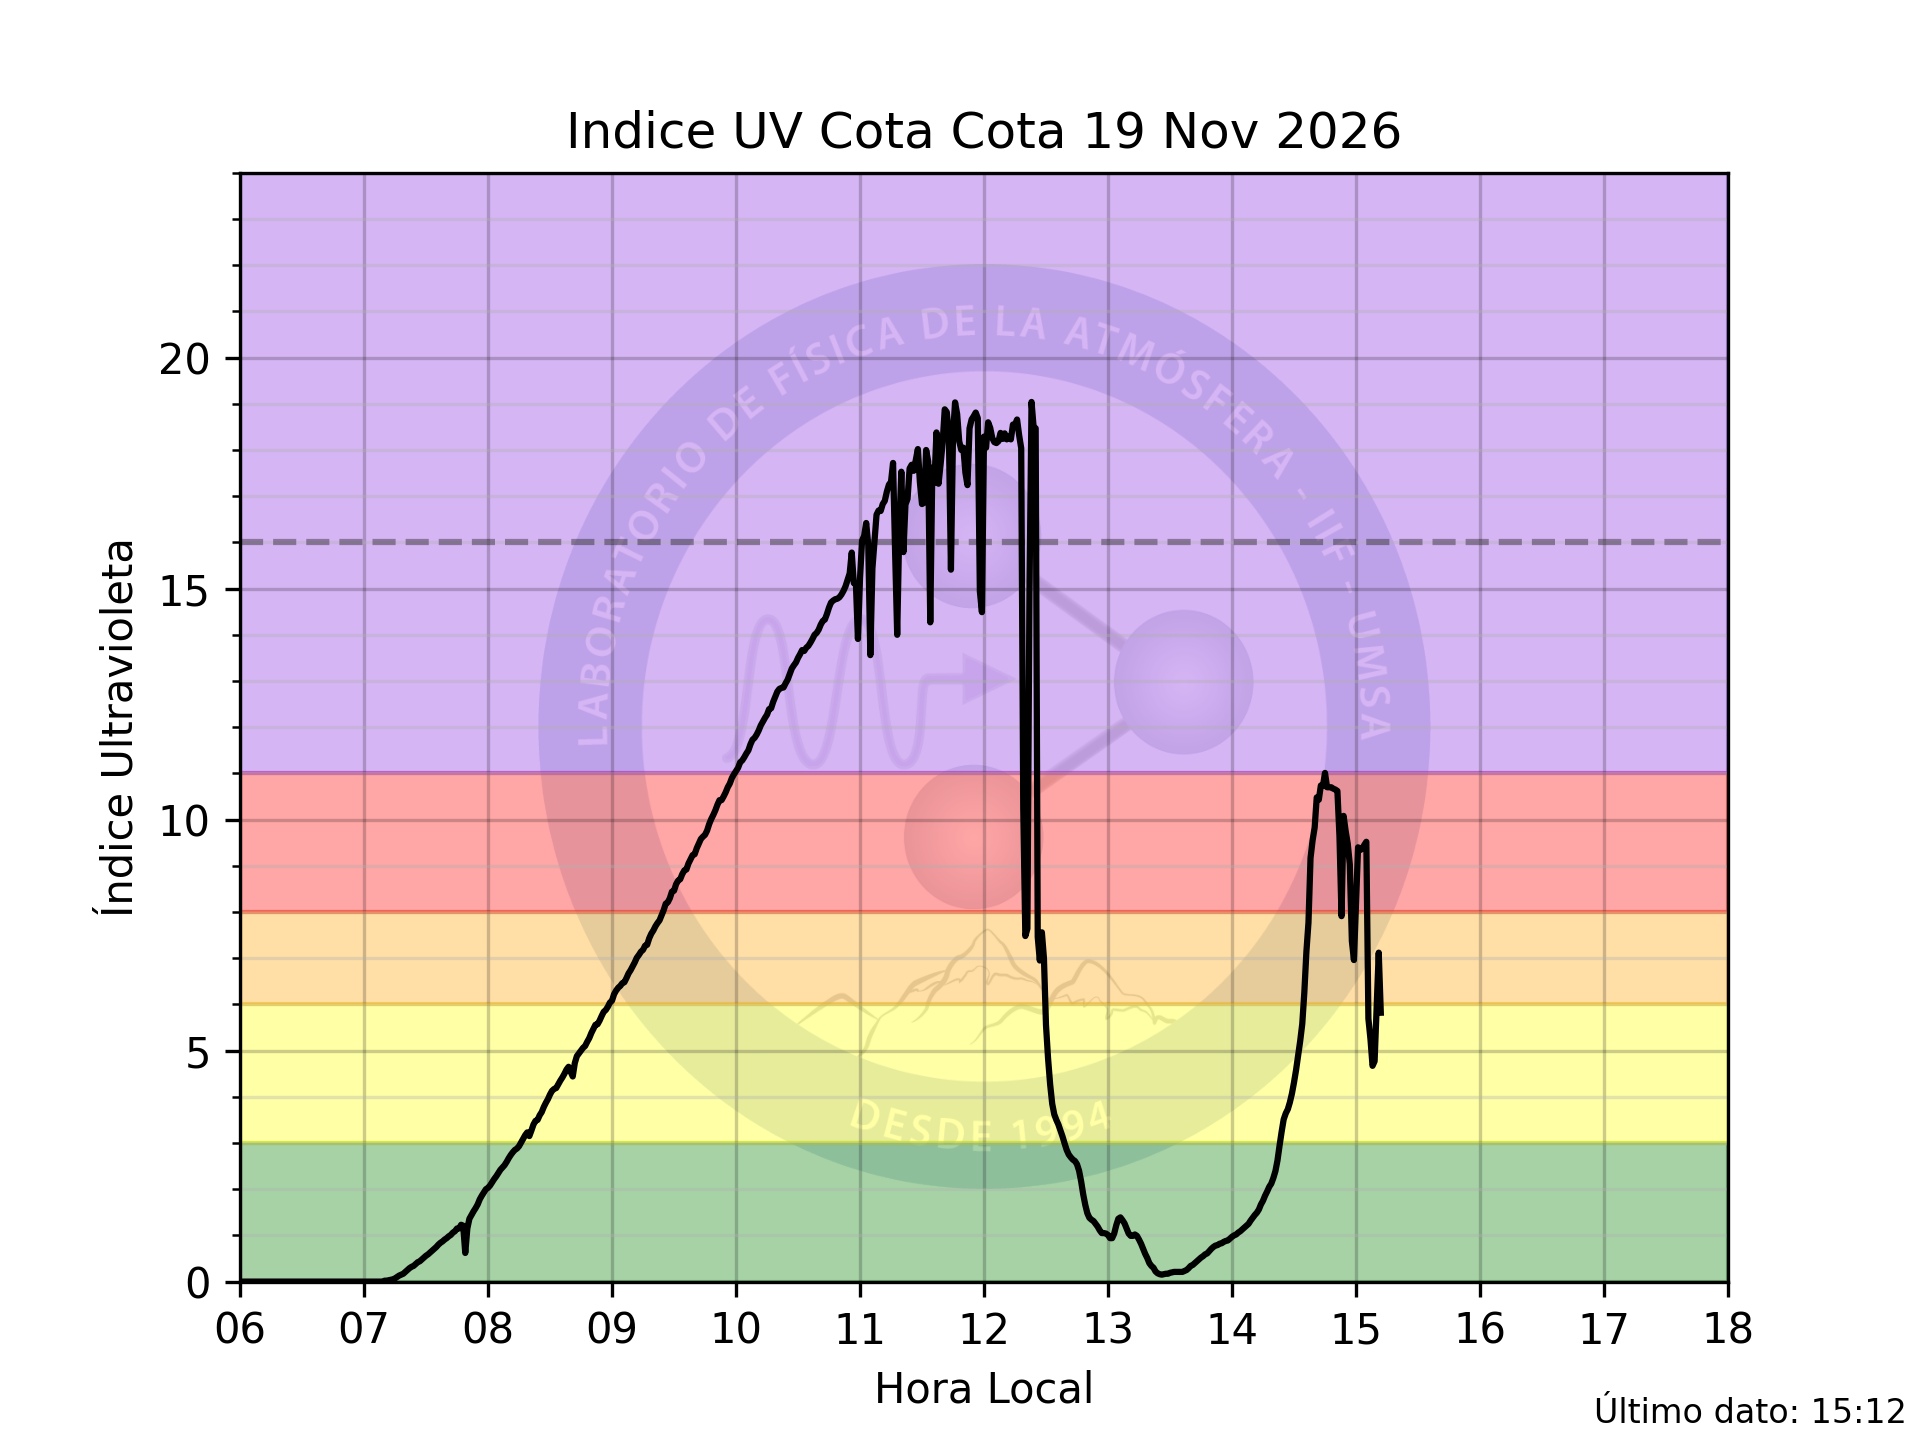 Indice UV Cota Cota 19 Nov 2026
LABORATORIO DE FÍSICA DE LA ATMÓSFERA - IIF - UMSA
DESDE 1994
Índice Ultravioleta
20
15
10
5
0
06 07 08 09 10 11 12 13 14 15 16 17 18
Hora Local
Último dato: 15:12